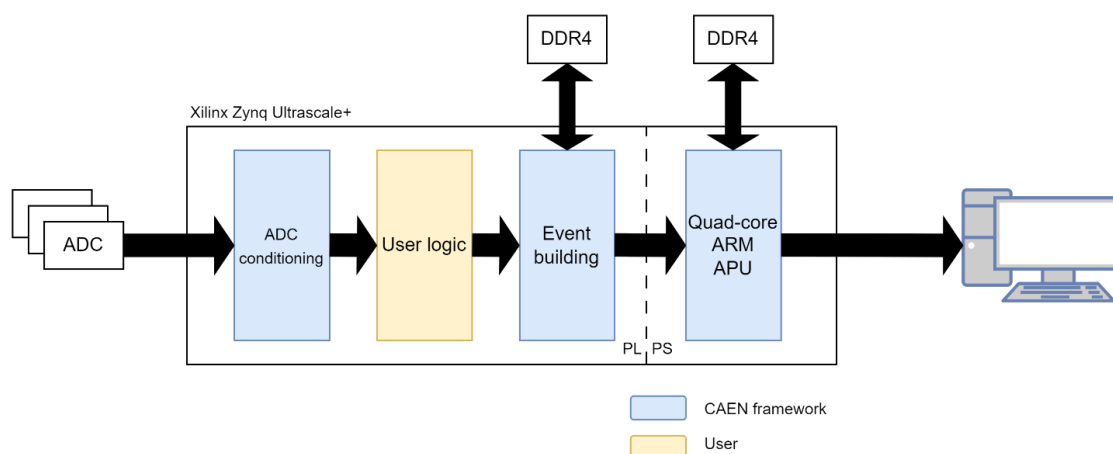 DDR4
DDR4
Xilinx Zynq Ultrascale+
ADC
ADC
conditioning
User logic
Event
building
Quad-core
ARM
APU
PL
PS
CAEN framework
User